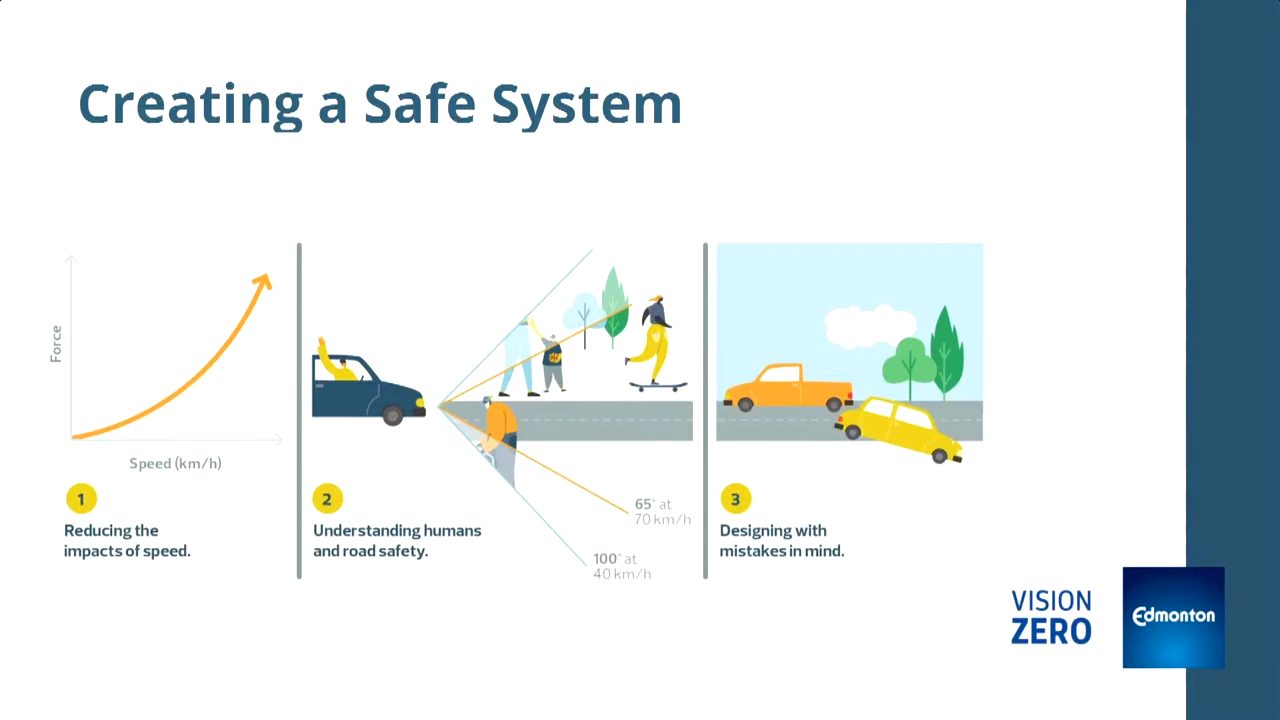 Creating a Safe System
Force
Speed (km/h)
1
Reducing the
impacts of speed.
2
Understanding humans
and road safety.
65° at
70 km/h
100° at
40 km/h
3
Designing with
mistakes in mind.
VISION
ZERO
Edmonton